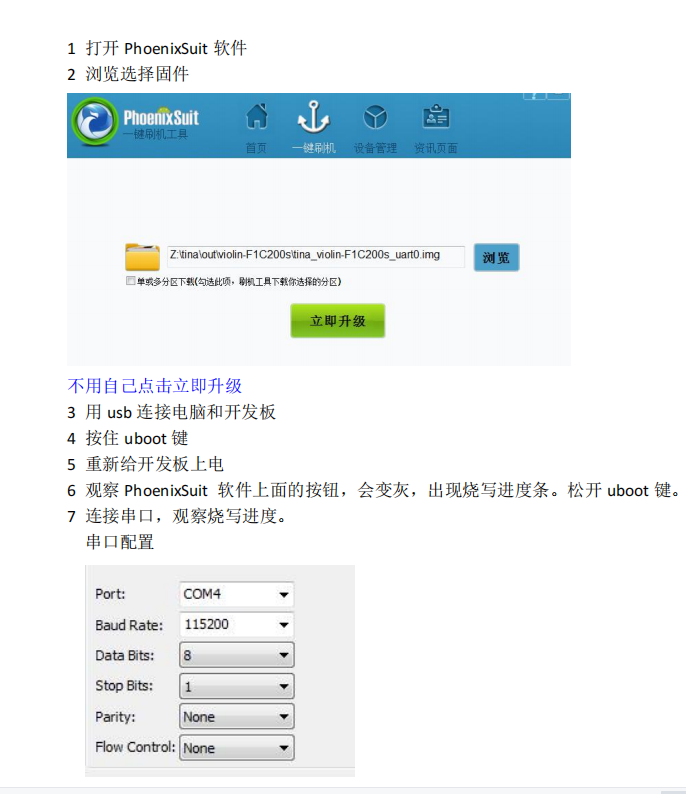 1 打开 PhoenixSuit 软件
2 浏览选择固件
PhoenixSuit
一键刷机工具
首页 一键刷机 设备管理 资讯页面
Z:\tina\out\violin-F1C200s\tina_violin-F1C200s_uart0.img 浏览
单或多分区下载(勾选此项，刷机工具下载你选择的分区)
立即升级
不用自己点击立即升级
3 用 usb 连接电脑和开发板
4 按住 uboot 键
5 重新给开发板上电
6 观察 PhoenixSuit 软件上面的按钮，会变灰，出现烧写进度条。松开 uboot 键。
7 连接串口，观察烧写进度。
串口配置
Port: COM4
Baud Rate: 115200
Data Bits: 8
Stop Bits: 1
Parity: None
Flow Control: None